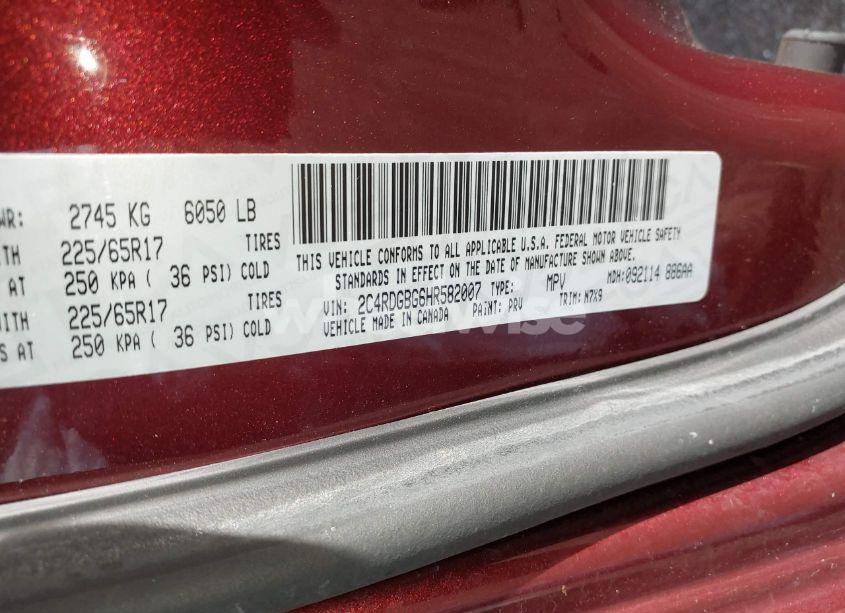 WR: 2745 KG 6050 LB
ITH 225/65R17 TIRES
AT 250 KPA ( 36 PSI) COLD
WITH 225/65R17 TIRES
S AT 250 KPA ( 36 PSI) COLD
THIS VEHICLE CONFORMS TO ALL APPLICABLE U.S.A. FEDERAL MOTOR VEHICLE SAFETY
STANDARDS IN EFFECT ON THE DATE OF MANUFACTURE SHOWN ABOVE.
MDH: 092114 886AA
VIN: 2C4RDGBG6HR582007 TYPE: MPV
VEHICLE MADE IN CANADA PAINT: PRV TRIM: N7X9